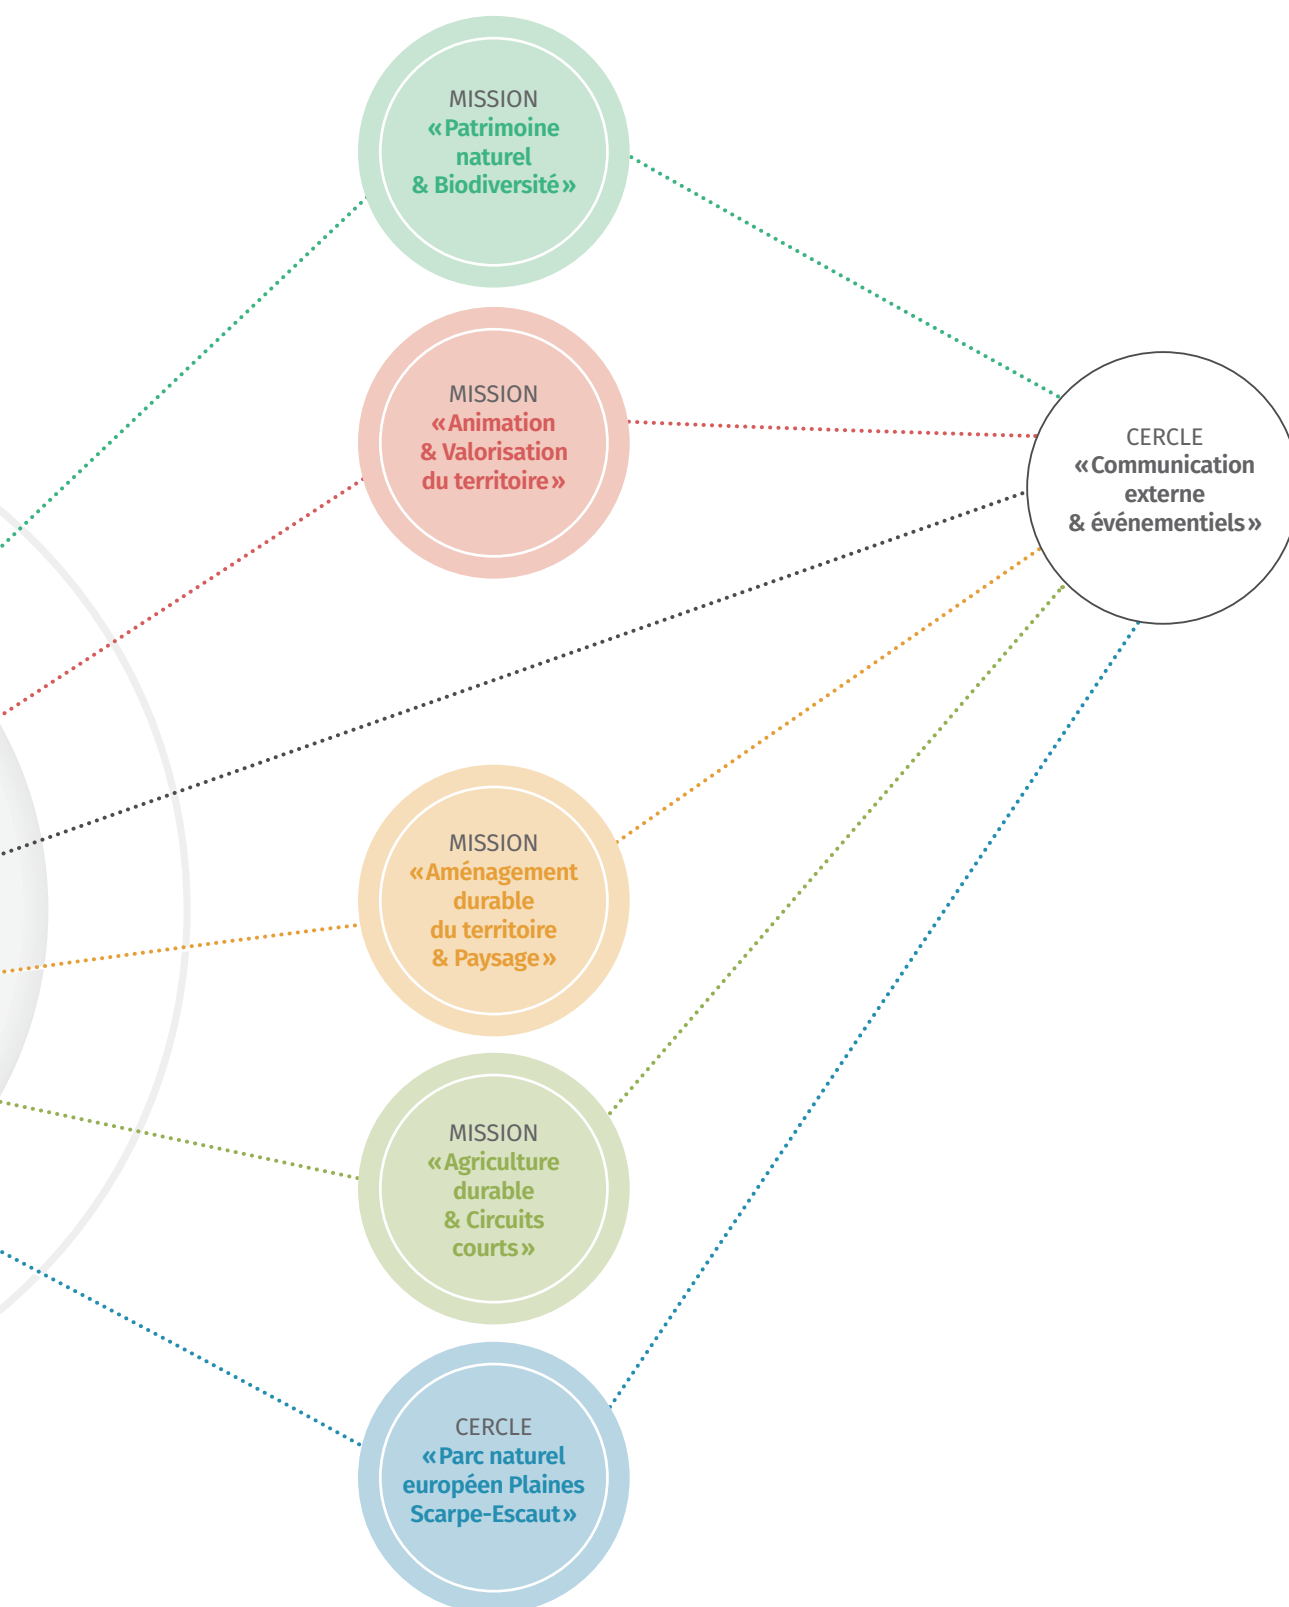 MISSION
«Patrimoine
naturel
& Biodiversité»
MISSION
«Animation
& Valorisation
du territoire»
CERCLE
«Communication
externe
& événementiels»
MISSION
«Aménagement
durable
du territoire
& Paysage»
MISSION
«Agriculture
durable
& Circuits
courts»
CERCLE
«Parc naturel
européen Plaines
Scarpe-Escaut»